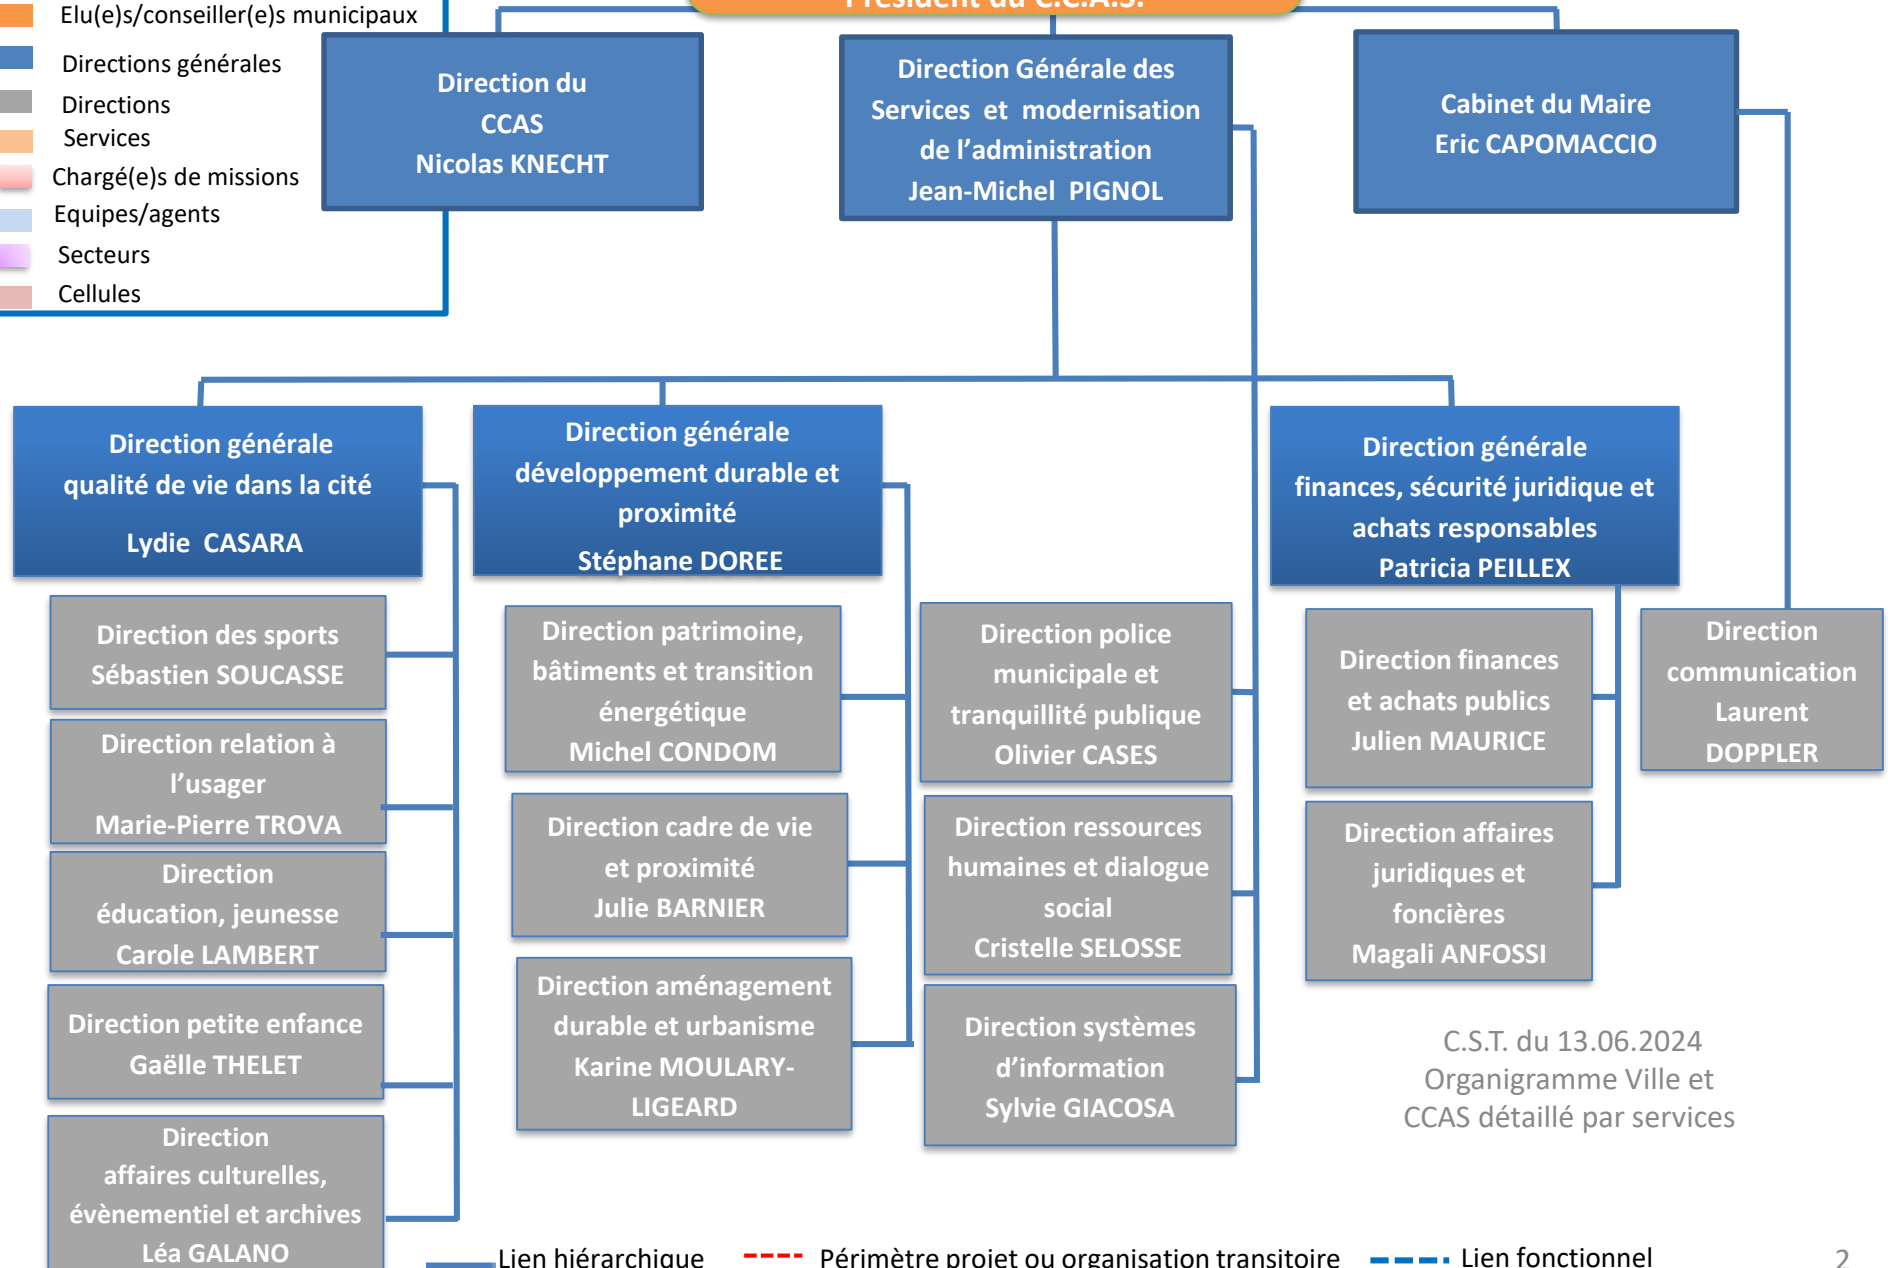 Président du C.C.A.S.
Elu(e)s/conseiller(e)s municipaux
Directions générales
Directions
Services
Chargé(e)s de missions
Equipes/agents
Secteurs
Cellules
Direction du
CCAS
Nicolas KNECHT
Direction Générale des
Services et modernisation
de l'administration
Jean-Michel PIGNOL
Cabinet du Maire
Eric CAPOMACCIO
Direction générale
qualité de vie dans la cité
Lydie CASARA
Direction générale
développement durable et
proximité
Stéphane DOREE
Direction générale
finances, sécurité juridique et
achats responsables
Patricia PEILLEX
Direction des sports
Sébastien SOUCASSE
Direction relation à
l'usager
Marie-Pierre TROVA
Direction
éducation, jeunesse
Carole LAMBERT
Direction petite enfance
Gaëlle THELET
Direction
affaires culturelles,
évènementiel et archives
Léa GALANO
Direction patrimoine,
bâtiments et transition
énergétique
Michel CONDOM
Direction cadre de vie
et proximité
Julie BARNIER
Direction aménagement
durable et urbanisme
Karine MOULARY-
LIGEARD
Direction police
municipale et
tranquillité publique
Olivier CASES
Direction ressources
humaines et dialogue
social
Cristelle SELOSSE
Direction systèmes
d'information
Sylvie GIACOSA
Direction finances
et achats publics
Julien MAURICE
Direction affaires
juridiques et
foncières
Magali ANFOSSI
Direction
communication
Laurent
DOPPLER
C.S.T. du 13.06.2024
Organigramme Ville et
CCAS détaillé par services
Lien hiérarchique
Périmètre projet ou organisation transitoire
Lien fonctionnel
2